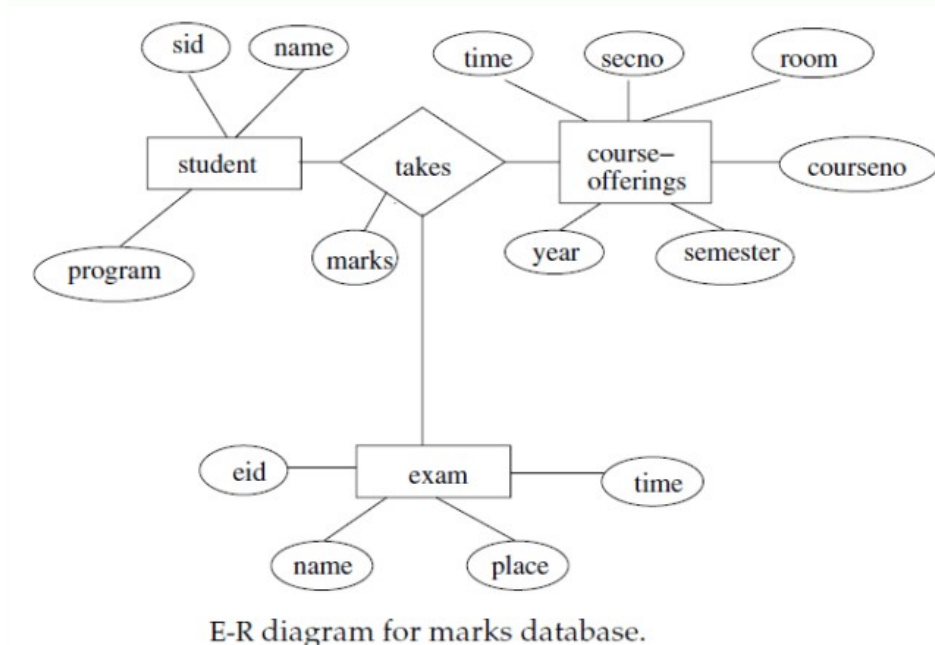 sid
name
time
secno
room
student
takes
course–
offerings
courseno
program
marks
year
semester
eid
exam
time
name
place
E-R diagram for marks database.